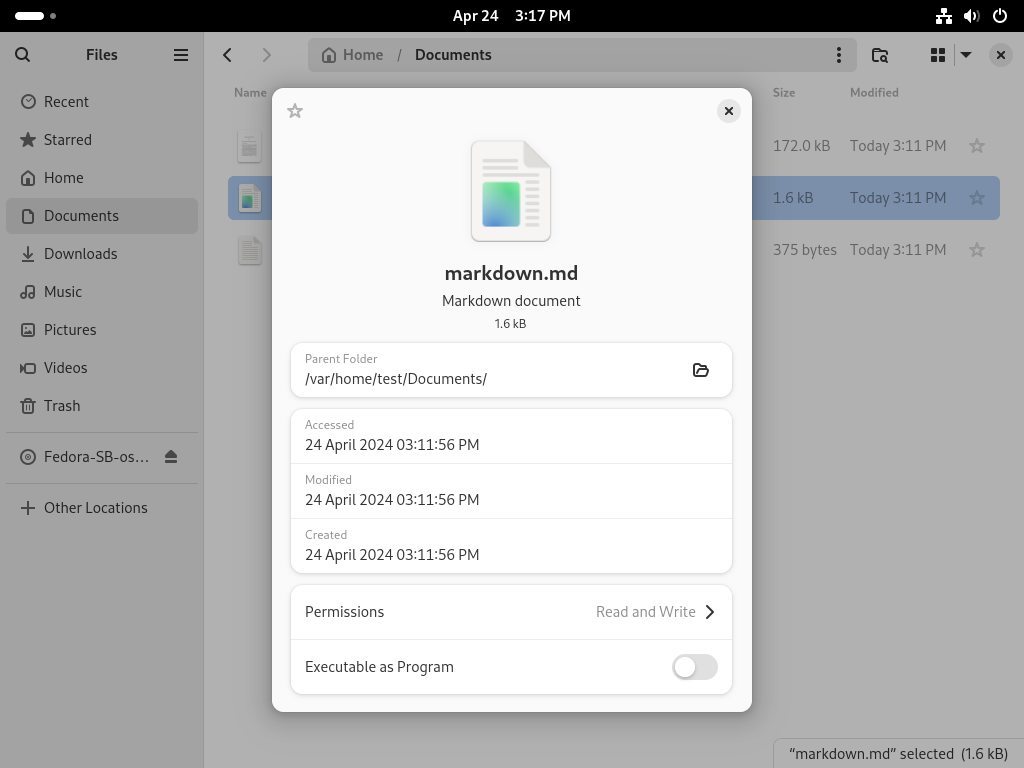 Apr 24 3:17 PM
Files
Home / Documents
Recent
Starred
Home
Documents
Downloads
Music
Pictures
Videos
Trash
Fedora-SB-os…
Other Locations
Name Size Modified
172.0 kB Today 3:11 PM
1.6 kB Today 3:11 PM
375 bytes Today 3:11 PM
markdown.md
Markdown document
1.6 kB
Parent Folder
/var/home/test/Documents/
Accessed
24 April 2024 03:11:56 PM
Modified
24 April 2024 03:11:56 PM
Created
24 April 2024 03:11:56 PM
Permissions Read and Write
Executable as Program
“markdown.md” selected (1.6 kB)